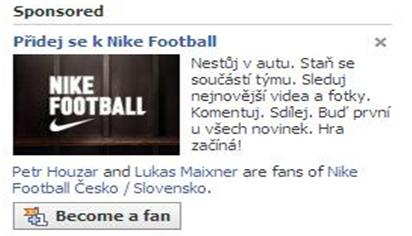 Sponsored
Přidej se k Nike Football
NIKE
FOOTBALL
Nestůj v autu. Staň se
součástí týmu. Sleduj
nejnovější videa a fotky.
Komentuj. Sdílej. Buď první
u všech novinek. Hra
začíná!
Petr Houzar and Lukas Maixner are fans of Nike
Football Česko / Slovensko.
Become a fan